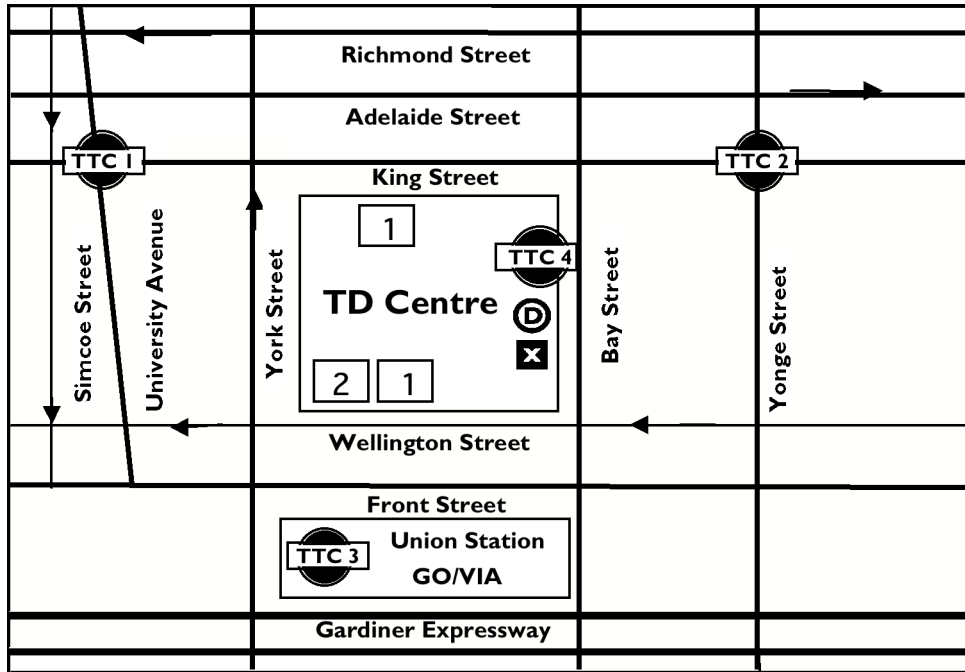 Richmond Street
Adelaide Street
TTC 1
TTC 2
King Street
1
TTC 4
Simcoe Street
University Avenue
York Street
TD Centre
D
X
Bay Street
Yonge Street
2
1
Wellington Street
Front Street
TTC 3
Union Station
GO/VIA
Gardiner Expressway